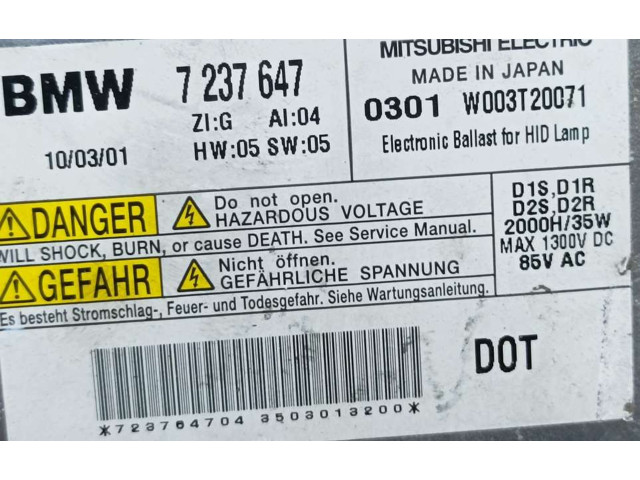 BMW 7 237 647
ZI:G AI:04
10/03/01 HW:05 SW:05
MITSUBISHI ELECTRIC
MADE IN JAPAN
0301 W003T20071
Electronic Ballast for HID Lamp
DANGER Do not open.
HAZARDOUS VOLTAGE
WILL SHOCK, BURN, or cause DEATH. See Service Manual.
GEFAHR Nicht öffnen.
GEFÄHRLICHE SPANNUNG
Es besteht Stromschlag-, Feuer- und Todesgefahr. Siehe Wartungsanleitung.
D1S,D1R
D2S,D2R
2000H/35W
MAX 1300V DC
85V AC
DOT
*723764704 3503013200*